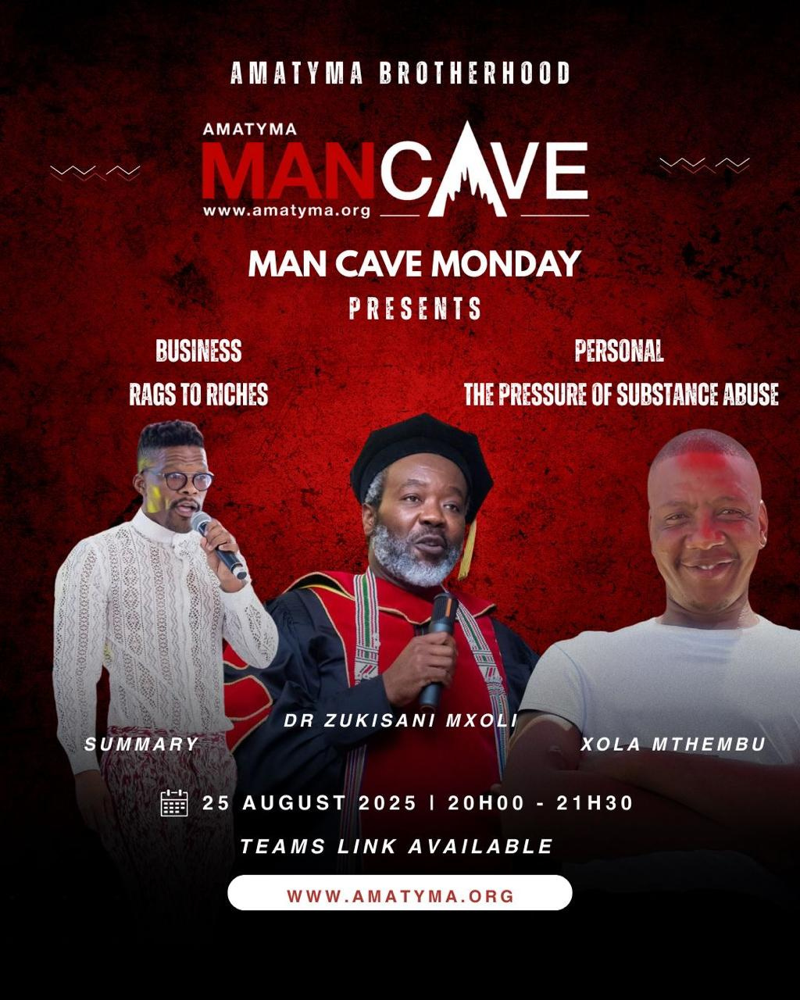 AMATYMA BROTHERHOOD
AMATYMA
MANCAVE
www.amatyma.org
MAN CAVE MONDAY
PRESENTS
BUSINESS
RAGS TO RICHES
PERSONAL
THE PRESSURE OF SUBSTANCE ABUSE
SUMMARY
DR ZUKISANI MXOLI
XOLA MTHEMBU
25 AUGUST 2025 | 20H00 - 21H30
TEAMS LINK AVAILABLE
WWW.AMATYMA.ORG